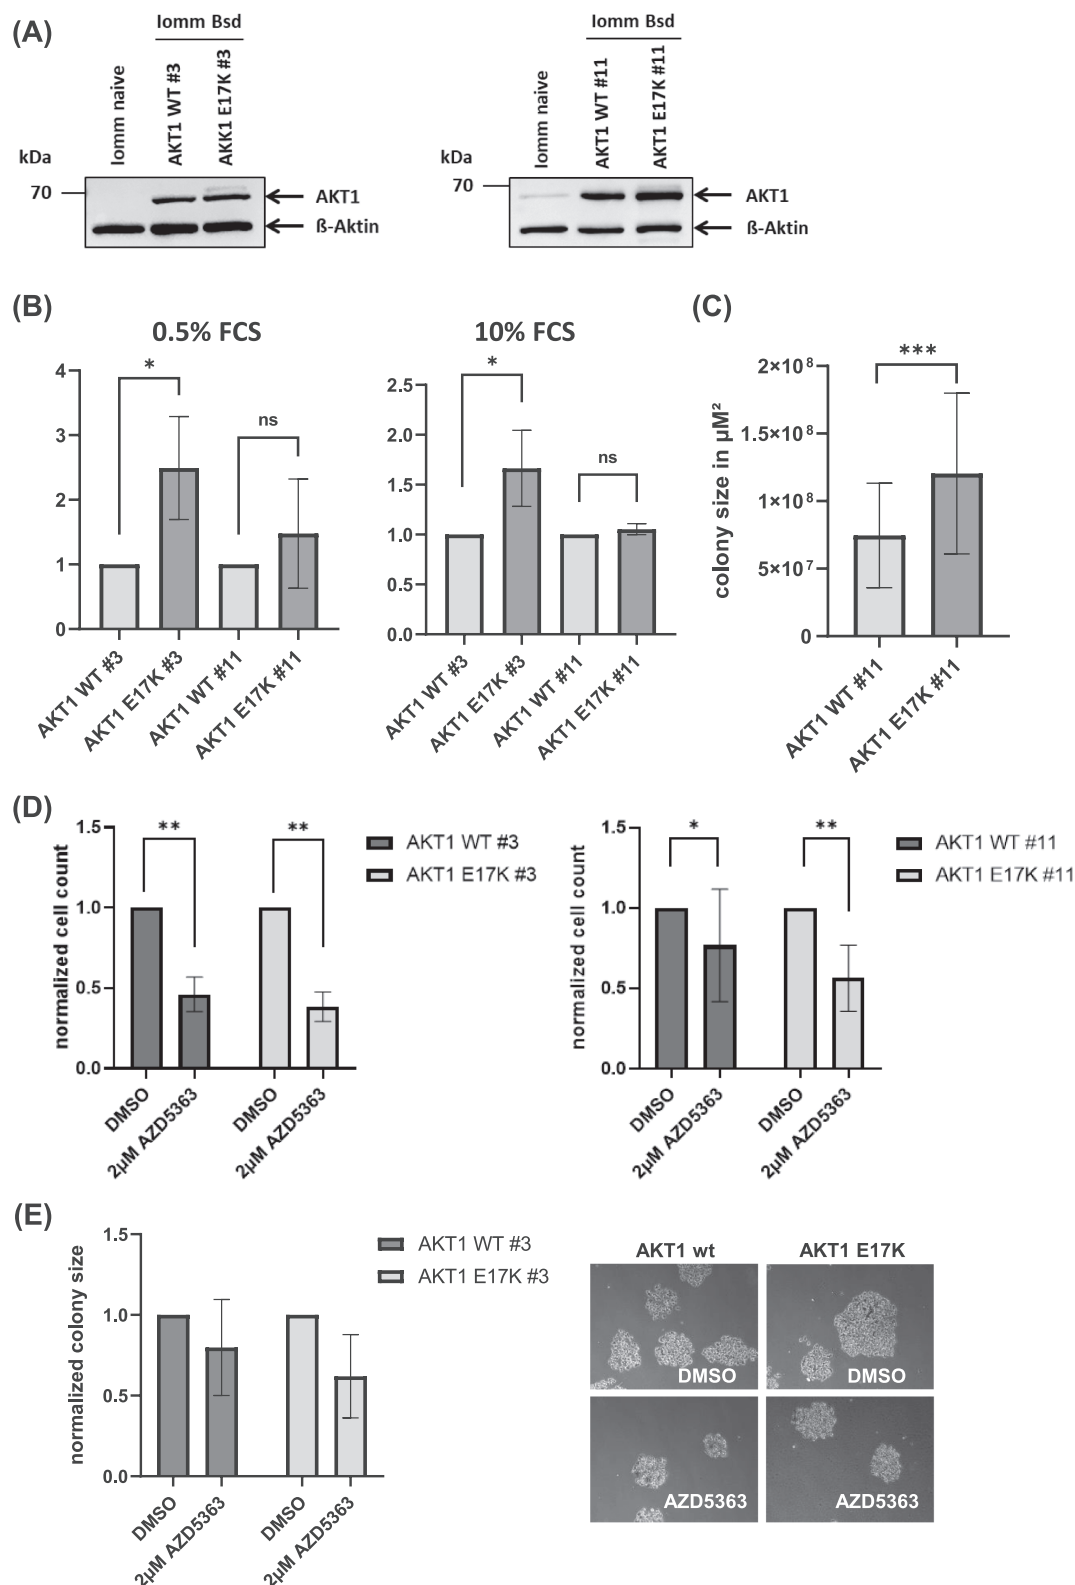 (A)
Iomm Bsd
Iomm naive
AKT1 WT #3
AKK1 E17K #3
kDa
70
AKT1
ß-Aktin
Iomm Bsd
Iomm naive
AKT1 WT #11
AKT1 E17K #11
kDa
70
AKT1
ß-Aktin
(B)
0.5% FCS
4
3
2
1
0
*
ns
AKT1 WT #3
AKT1 E17K #3
AKT1 WT #11
AKT1 E17K #11
10% FCS
2.5
2.0
1.5
1.0
0.5
0.0
*
ns
AKT1 WT #3
AKT1 E17K #3
AKT1 WT #11
AKT1 E17K #11
(C)
colony size in µM²
2×10⁸
1.5×10⁸
1×10⁸
5×10⁷
0
***
AKT1 WT #11
AKT1 E17K #11
(D)
normalized cell count
1.5
1.0
0.5
0.0
**
**
DMSO
2µM AZD5363
DMSO
2µM AZD5363
AKT1 WT #3
AKT1 E17K #3
normalized cell count
1.5
1.0
0.5
0.0
*
**
DMSO
2µM AZD5363
DMSO
2µM AZD5363
AKT1 WT #11
AKT1 E17K #11
(E)
normalized colony size
1.5
1.0
0.5
0.0
DMSO
2µM AZD5363
DMSO
2µM AZD5363
AKT1 WT #3
AKT1 E17K #3
AKT1 wt
AKT1 E17K
DMSO
DMSO
AZD5363
AZD5363